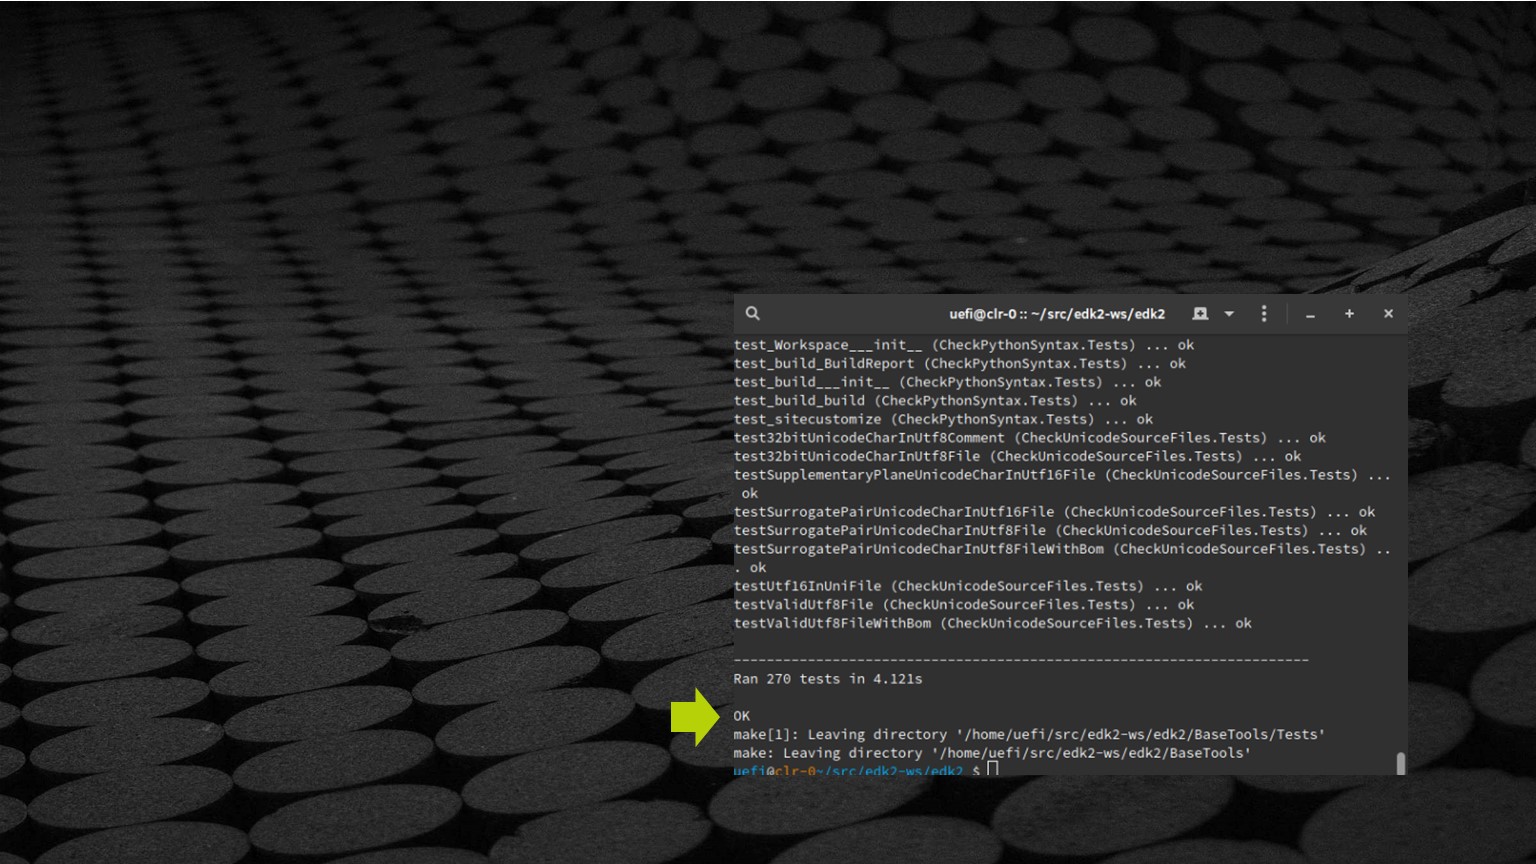 uefi@clr-0 :: ~/src/edk2-ws/edk2
test_Workspace___init__ (CheckPythonSyntax.Tests) ... ok
test_build_BuildReport (CheckPythonSyntax.Tests) ... ok
test_build___init__ (CheckPythonSyntax.Tests) ... ok
test_build_build (CheckPythonSyntax.Tests) ... ok
test_sitecustomize (CheckPythonSyntax.Tests) ... ok
test32bitUnicodeCharInUtf8Comment (CheckUnicodeSourceFiles.Tests) ... ok
test32bitUnicodeCharInUtf8File (CheckUnicodeSourceFiles.Tests) ... ok
testSupplementaryPlaneUnicodeCharInUtf16File (CheckUnicodeSourceFiles.Tests) ...
ok
testSurrogatePairUnicodeCharInUtf16File (CheckUnicodeSourceFiles.Tests) ... ok
testSurrogatePairUnicodeCharInUtf8File (CheckUnicodeSourceFiles.Tests) ... ok
testSurrogatePairUnicodeCharInUtf8FileWithBom (CheckUnicodeSourceFiles.Tests) ..
. ok
testUtf16InUniFile (CheckUnicodeSourceFiles.Tests) ... ok
testValidUtf8File (CheckUnicodeSourceFiles.Tests) ... ok
testValidUtf8FileWithBom (CheckUnicodeSourceFiles.Tests) ... ok
----------------------------------------------------------------------
Ran 270 tests in 4.121s
OK
make[1]: Leaving directory '/home/uefi/src/edk2-ws/edk2/BaseTools/Tests'
make: Leaving directory '/home/uefi/src/edk2-ws/edk2/BaseTools'
uefi@clr-0~/src/edk2-ws/edk2 $